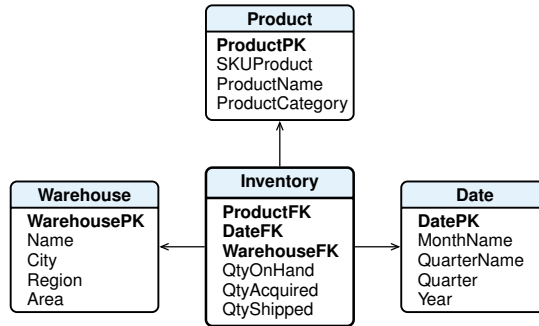 Product
ProductPK
SKUProduct
ProductName
ProductCategory
Warehouse
WarehousePK
Name
City
Region
Area
Inventory
ProductFK
DateFK
WarehouseFK
QtyOnHand
QtyAcquired
QtyShipped
Date
DatePK
MonthName
QuarterName
Quarter
Year